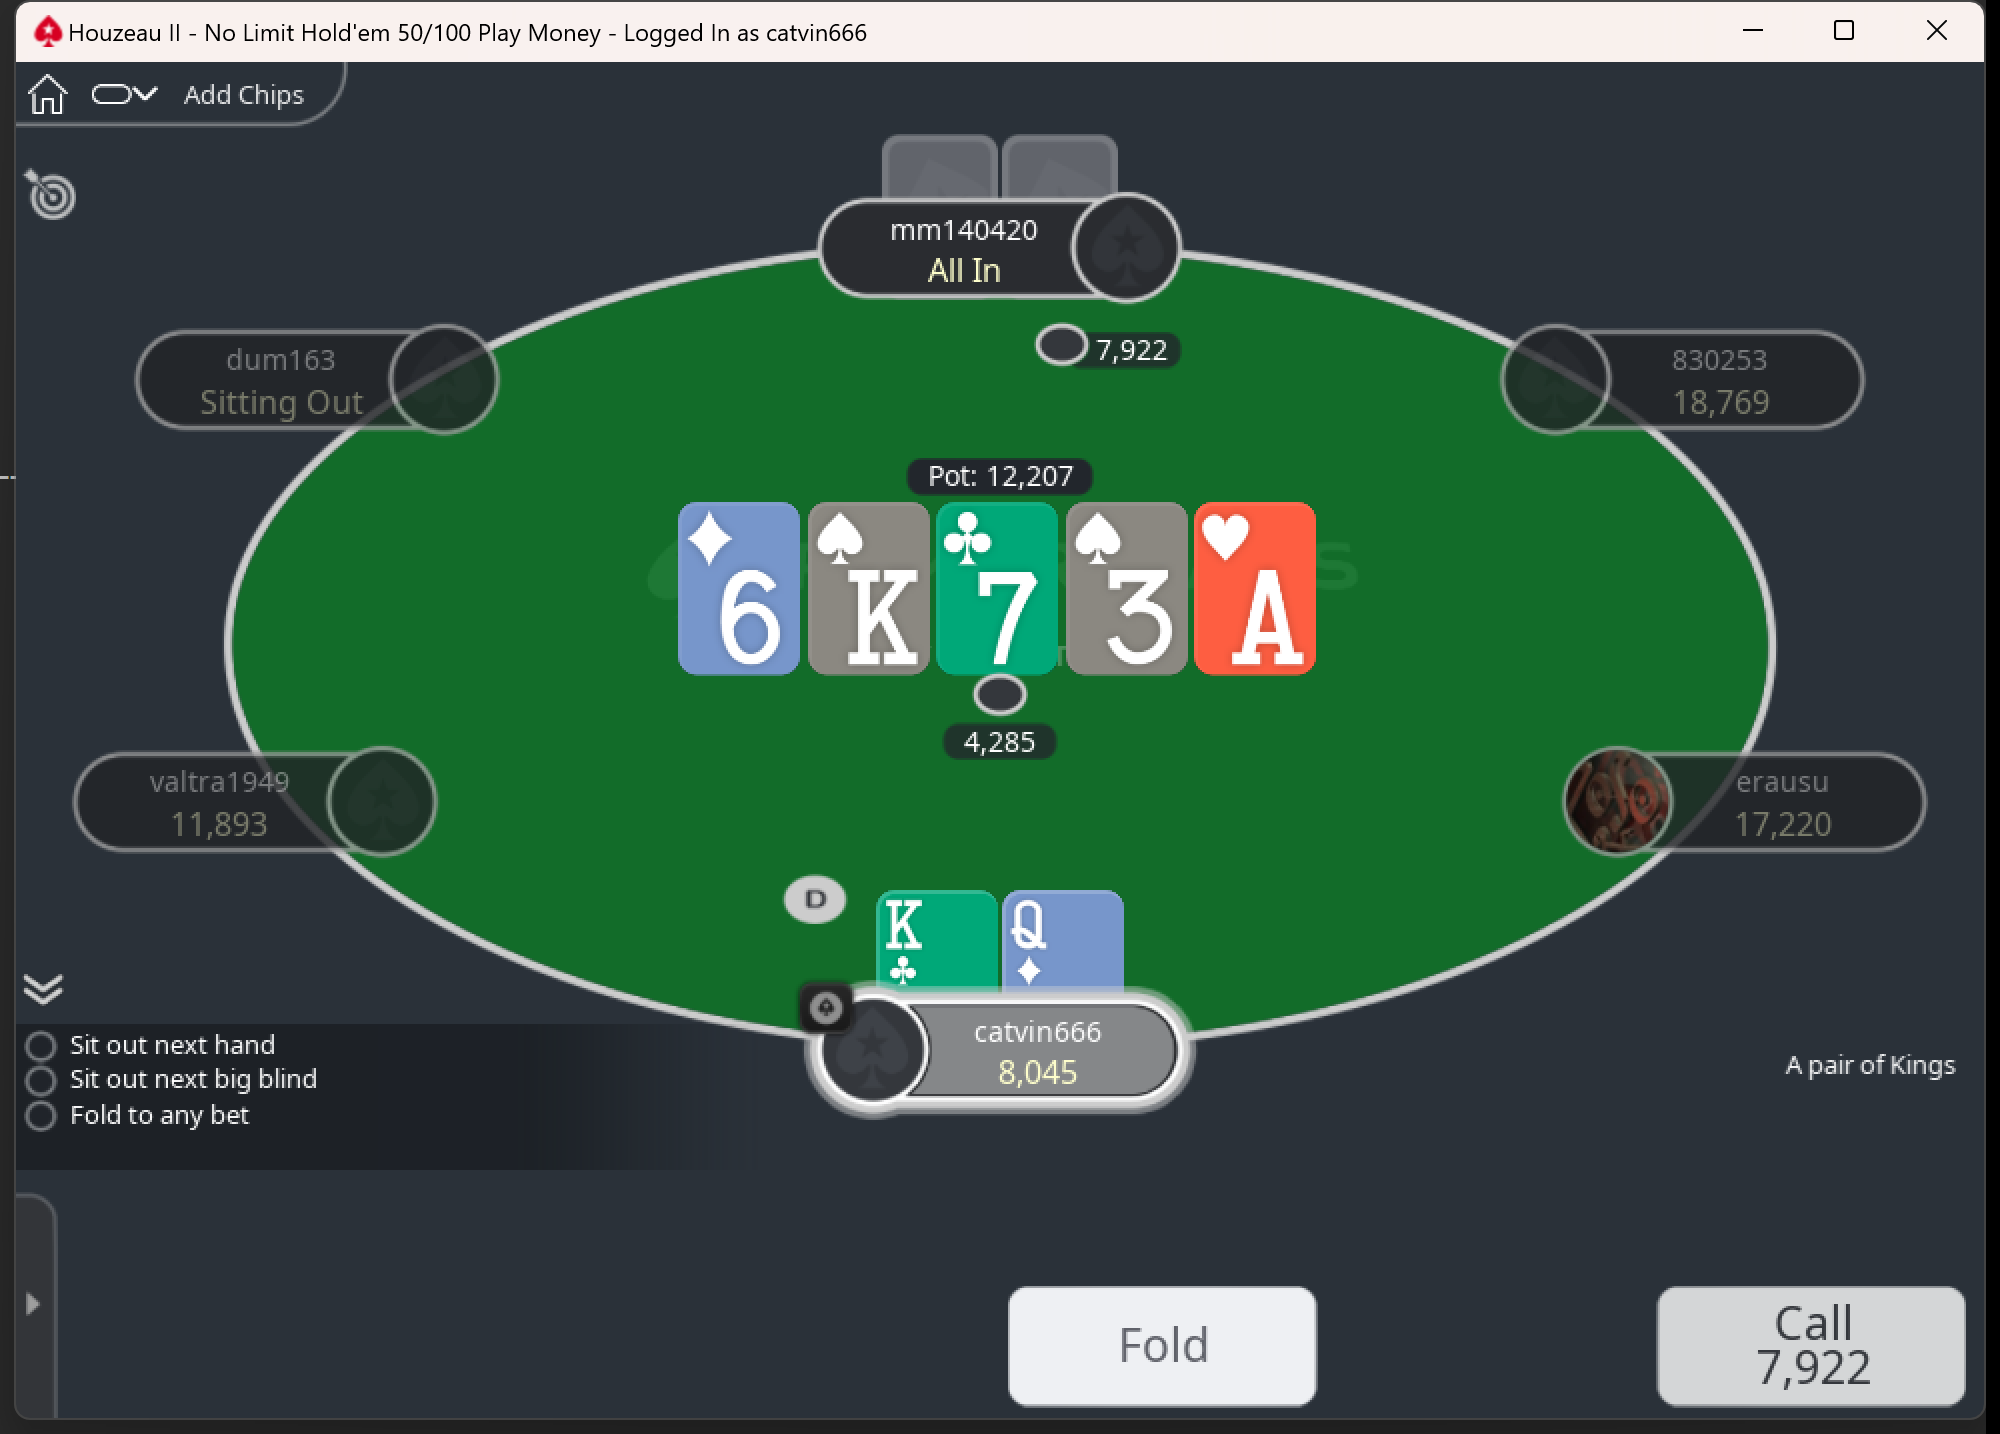 Houzeau II - No Limit Hold'em 50/100 Play Money - Logged In as catvin666
Add Chips
mm140420
All In
7,922
dum163
Sitting Out
830253
18,769
Pot: 12,207
6 K 7 3 A
4,285
valtra1949
11,893
erausu
17,220
D
K Q
catvin666
8,045
Sit out next hand
Sit out next big blind
Fold to any bet
A pair of Kings
Fold
Call
7,922